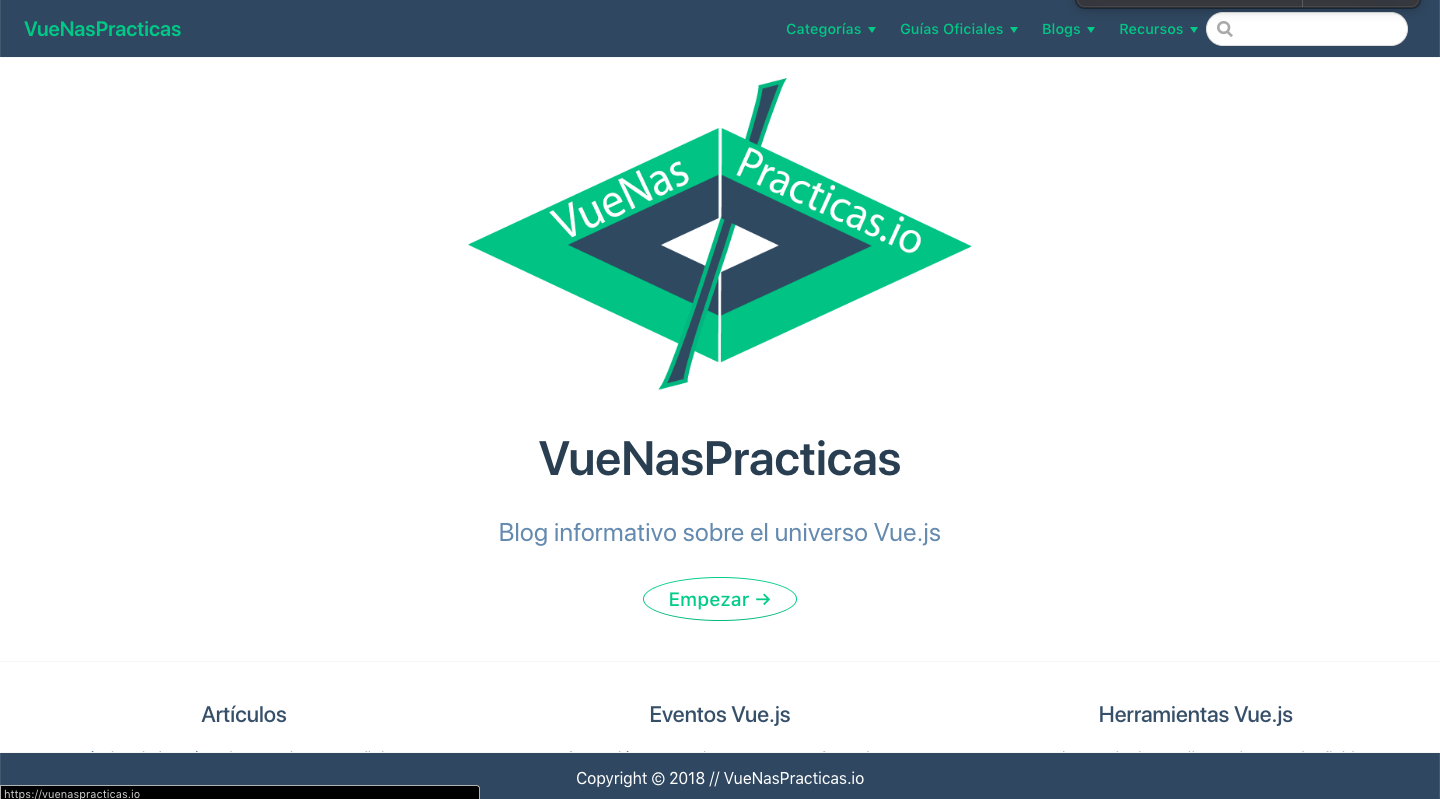 VueNasPracticas
Categorías
Guías Oficiales
Blogs
Recursos
VueNas
Practicas.io
VueNasPracticas
Blog informativo sobre el universo Vue.js
Empezar →
Artículos
Eventos Vue.js
Herramientas Vue.js
Copyright © 2018 // VueNasPracticas.io
https://vuenaspracticas.io